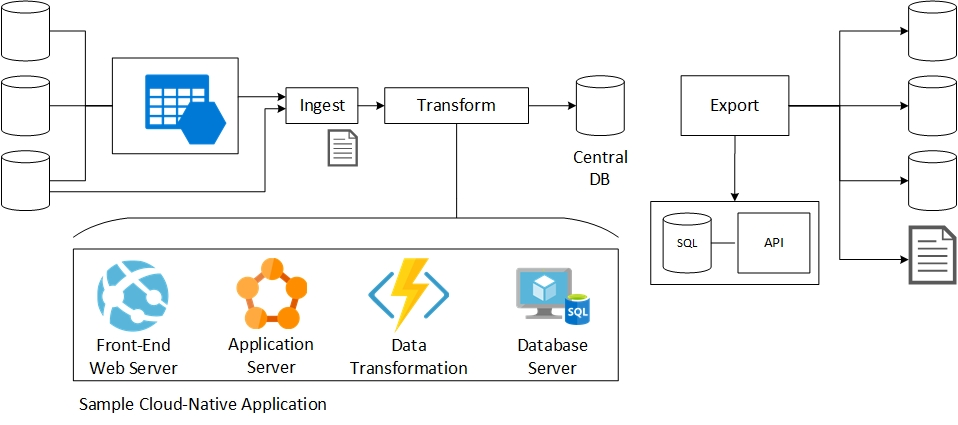 Ingest
Transform
Export
Central
DB
SQL
API
Front-End
Web Server
Application
Server
Data
Transformation
SQL
Database
Server
Sample Cloud-Native Application